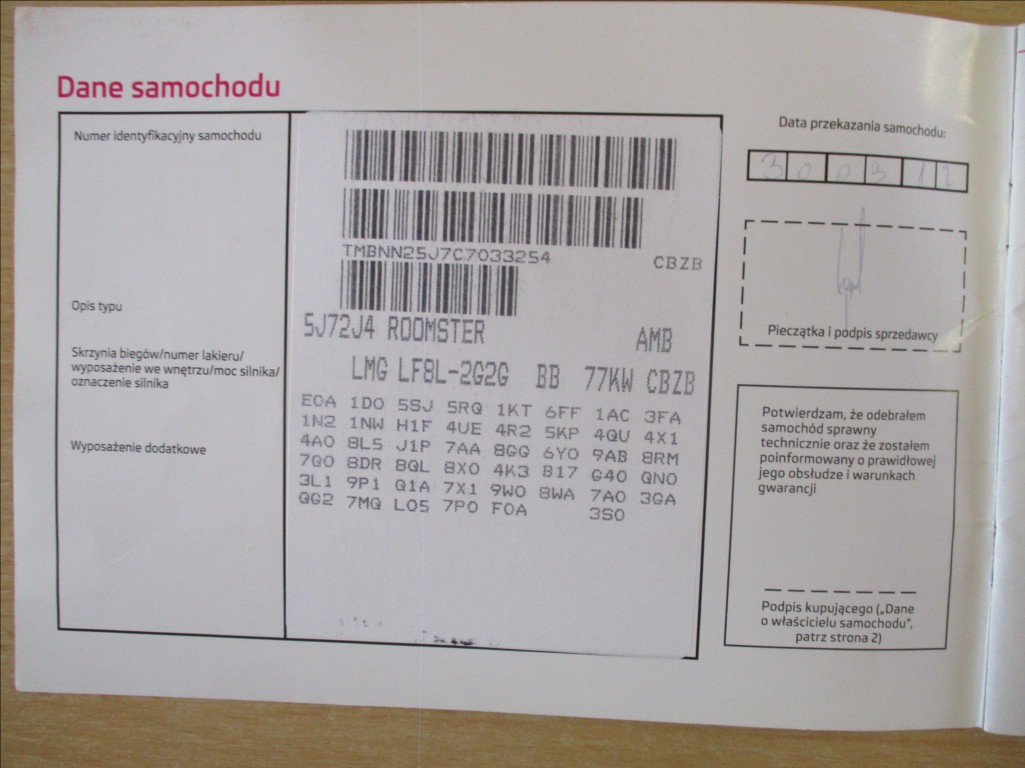 Dane samochodu
Numer identyfikacyjny samochodu
TMBNN25J7C7033254 CBZB
Opis typu
5J72J4 ROOMSTER AMB
Skrzynia biegów/numer lakieru/
wyposażenie we wnętrzu/moc silnika/
oznaczenie silnika
LMG LF8L-2G2G BB 77KW CBZB
Wyposażenie dodatkowe
E0A 1D0 5SJ 5RQ 1KT 6FF 1AC 3FA
1N2 1NW H1F 4UE 4R2 5KP 4QU 4X1
4A0 8L5 J1P 7AA 8GG 6Y0 9AB 8RM
7G0 8DR 8QL 8X0 4K3 B17 G40 QN0
3L1 9P1 Q1A 7X1 9W0 8WA 7A0 3GA
QG2 7MQ L05 7P0 F0A 3S0
Data przekazania samochodu:
3 0 0 3 1 2
Pieczątka i podpis sprzedawcy
Potwierdzam, że odebrałem
samochód sprawny
technicznie oraz że zostałem
poinformowany o prawidłowej
jego obsłudze i warunkach
gwarancji
Podpis kupującego („Dane
o właścicielu samochodu",
patrz strona 2)